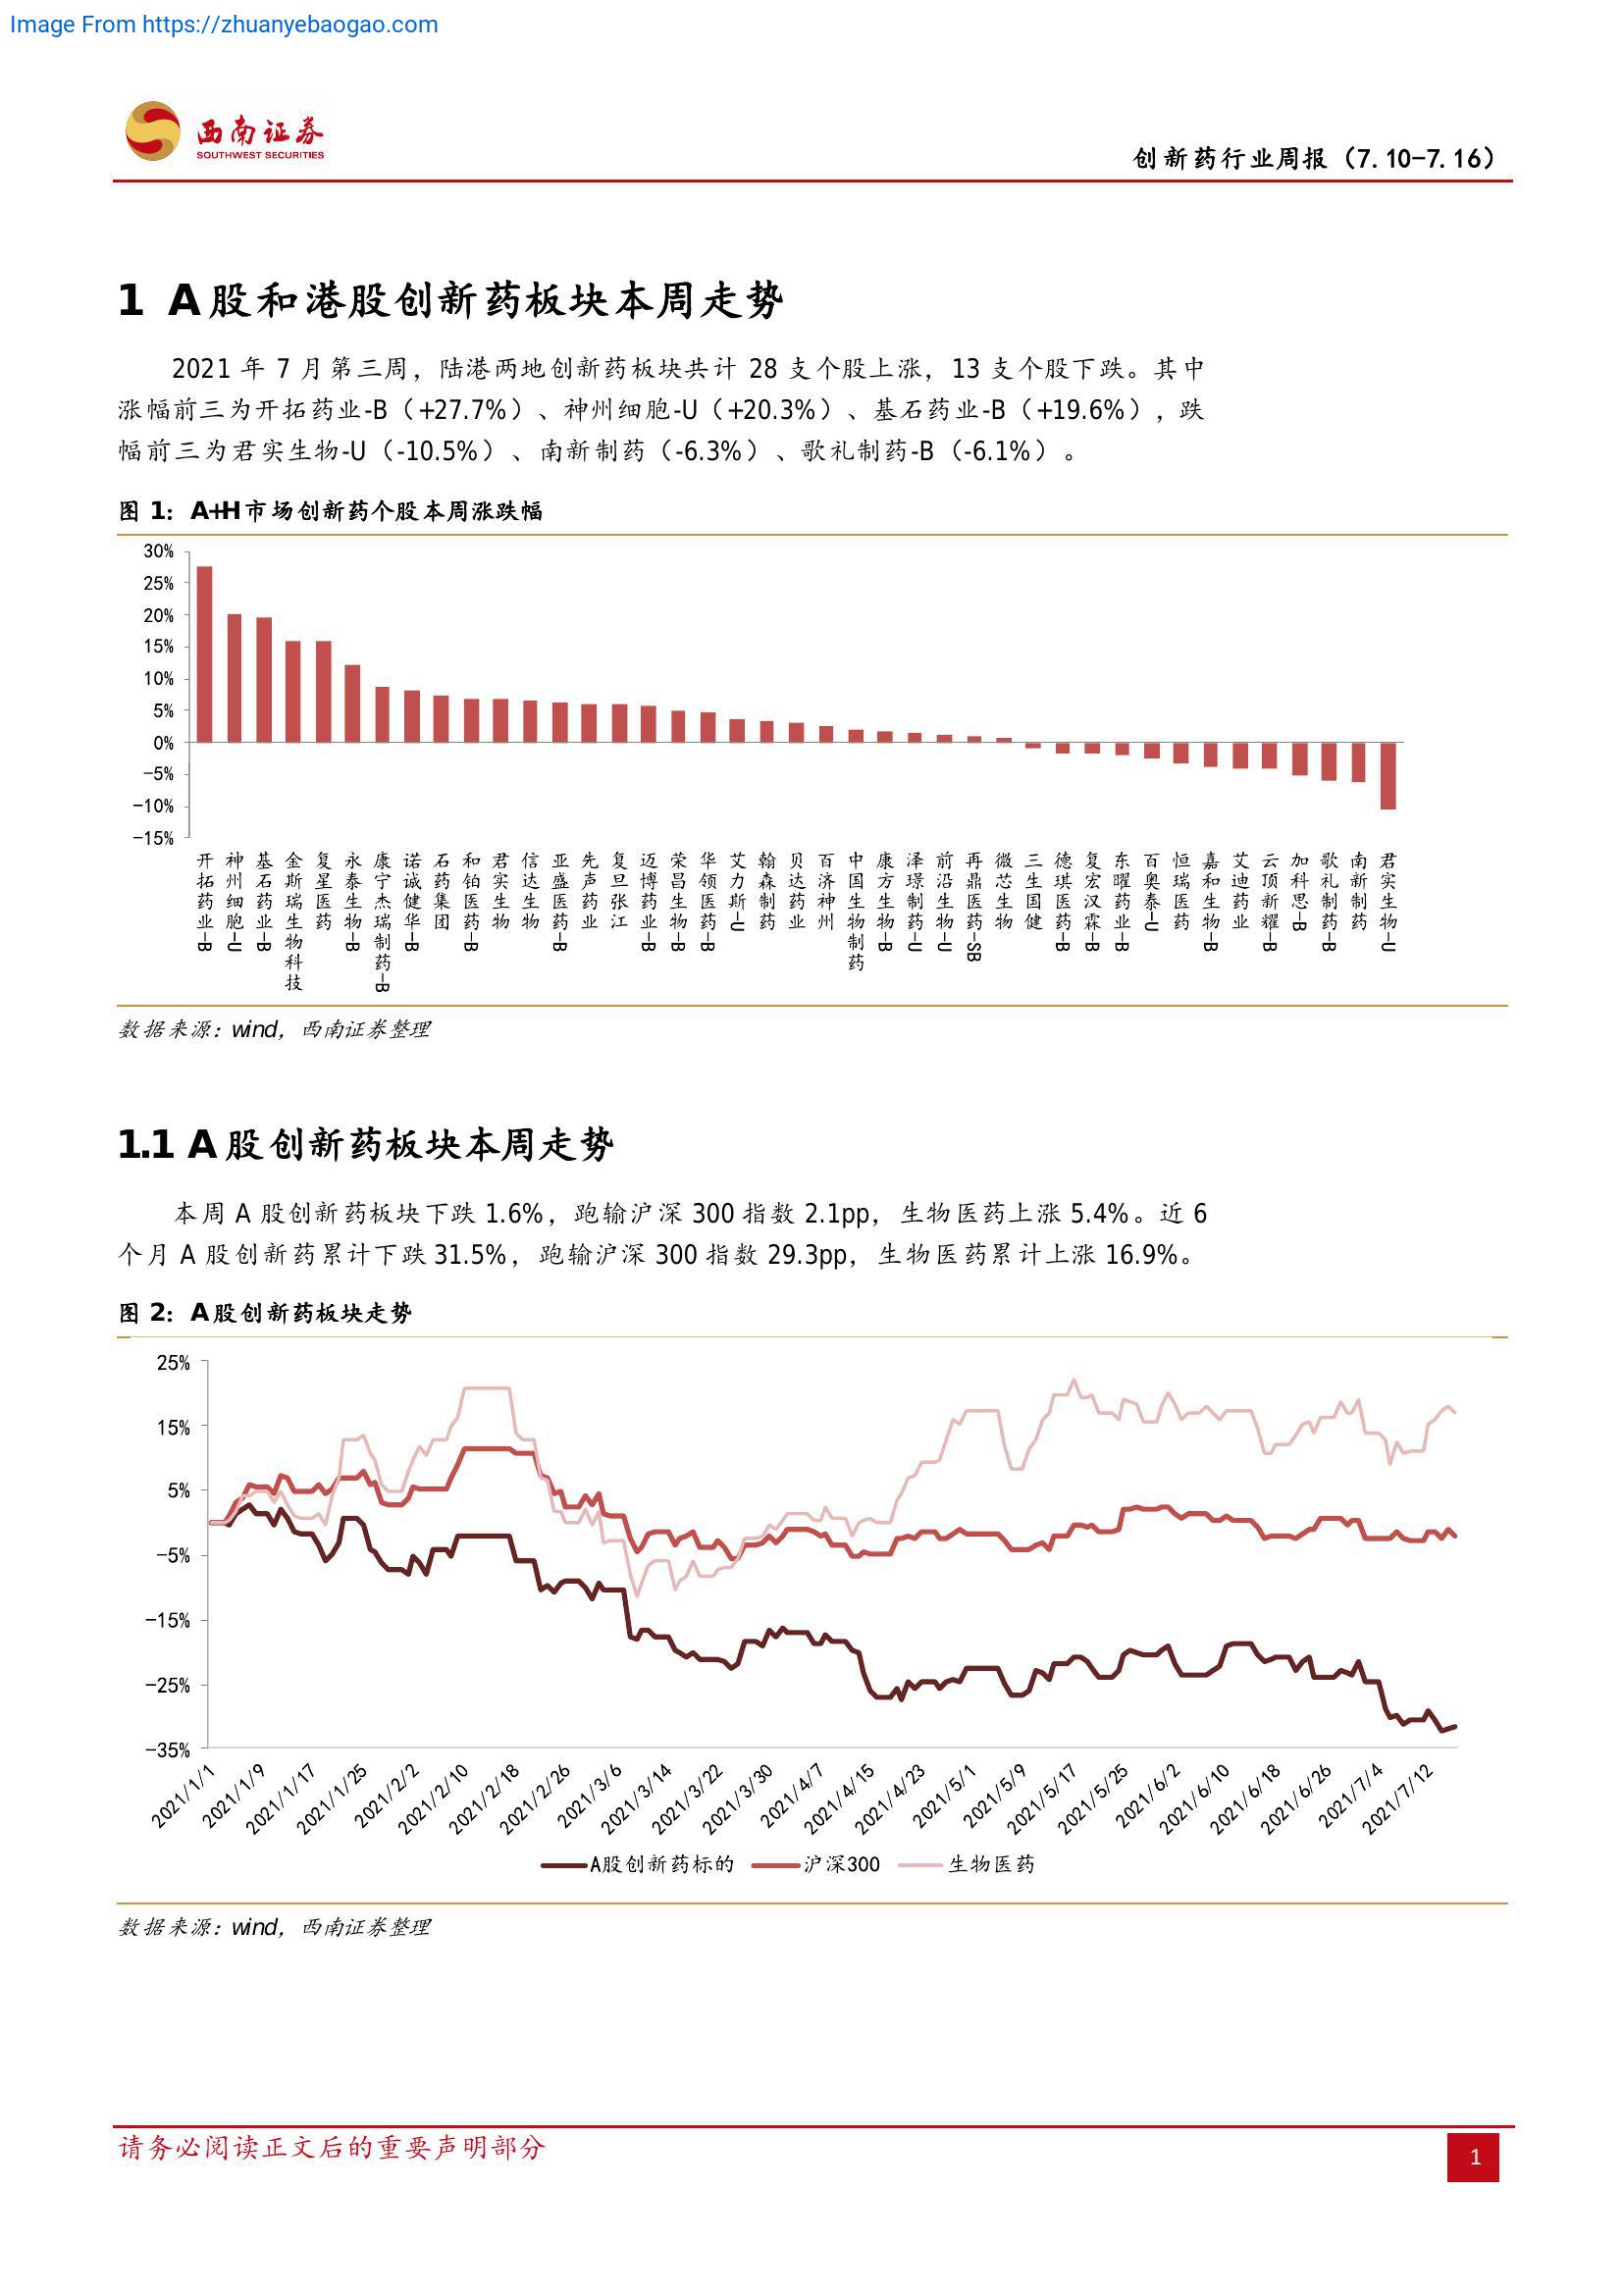 Image From https://zhuanyebaogao.com
西南证券
SOUTHWEST SECURITIES
创新药行业周报（7.10-7.16）
1 A股和港股创新药板块本周走势
2021 年 7 月第三周，陆港两地创新药板块共计 28 支个股上涨，13 支个股下跌。其中
涨幅前三为开拓药业-B（+27.7%）、神州细胞-U（+20.3%）、基石药业-B（+19.6%），跌
幅前三为君实生物-U（-10.5%）、南新制药（-6.3%）、歌礼制药-B（-6.1%）。
图 1：A+H市场创新药个股本周涨跌幅
30%
25%
20%
15%
10%
5%
0%
-5%
-10%
-15%
开拓药业-B
神州细胞-U
基石药业-B
金斯瑞生物科技
复星医药
永泰生物-B
康宁杰瑞制药-B
诺诚健华-B
石药集团
和铂医药-B
君实生物
信达生物
亚盛医药-B
先声药业
复旦张江
迈博药业-B
荣昌生物-B
华领医药-B
艾力斯-U
翰森制药
贝达药业
百济神州
中国生物制药
康方生物-B
泽璟制药-U
前沿生物-U
再鼎医药-SB
微芯生物
三生国健
德琪医药-B
复宏汉霖-B
东曜药业-B
百奥泰-U
恒瑞医药
嘉和生物-B
艾迪药业
云顶新耀-B
加科思-B
歌礼制药-B
南新制药
君实生物-U
数据来源：wind，西南证券整理
1.1 A股创新药板块本周走势
本周 A 股创新药板块下跌 1.6%，跑输沪深 300 指数 2.1pp，生物医药上涨 5.4%。近 6
个月 A 股创新药累计下跌 31.5%，跑输沪深 300 指数 29.3pp，生物医药累计上涨 16.9%。
图 2：A股创新药板块走势
25%
15%
5%
-5%
-15%
-25%
-35%
2021/1/1
2021/1/9
2021/1/17
2021/1/25
2021/2/2
2021/2/10
2021/2/18
2021/2/26
2021/3/6
2021/3/14
2021/3/22
2021/3/30
2021/4/7
2021/4/15
2021/4/23
2021/5/1
2021/5/9
2021/5/17
2021/5/25
2021/6/2
2021/6/10
2021/6/18
2021/6/26
2021/7/4
2021/7/12
A股创新药标的 沪深300 生物医药
数据来源：wind，西南证券整理
请务必阅读正文后的重要声明部分
1